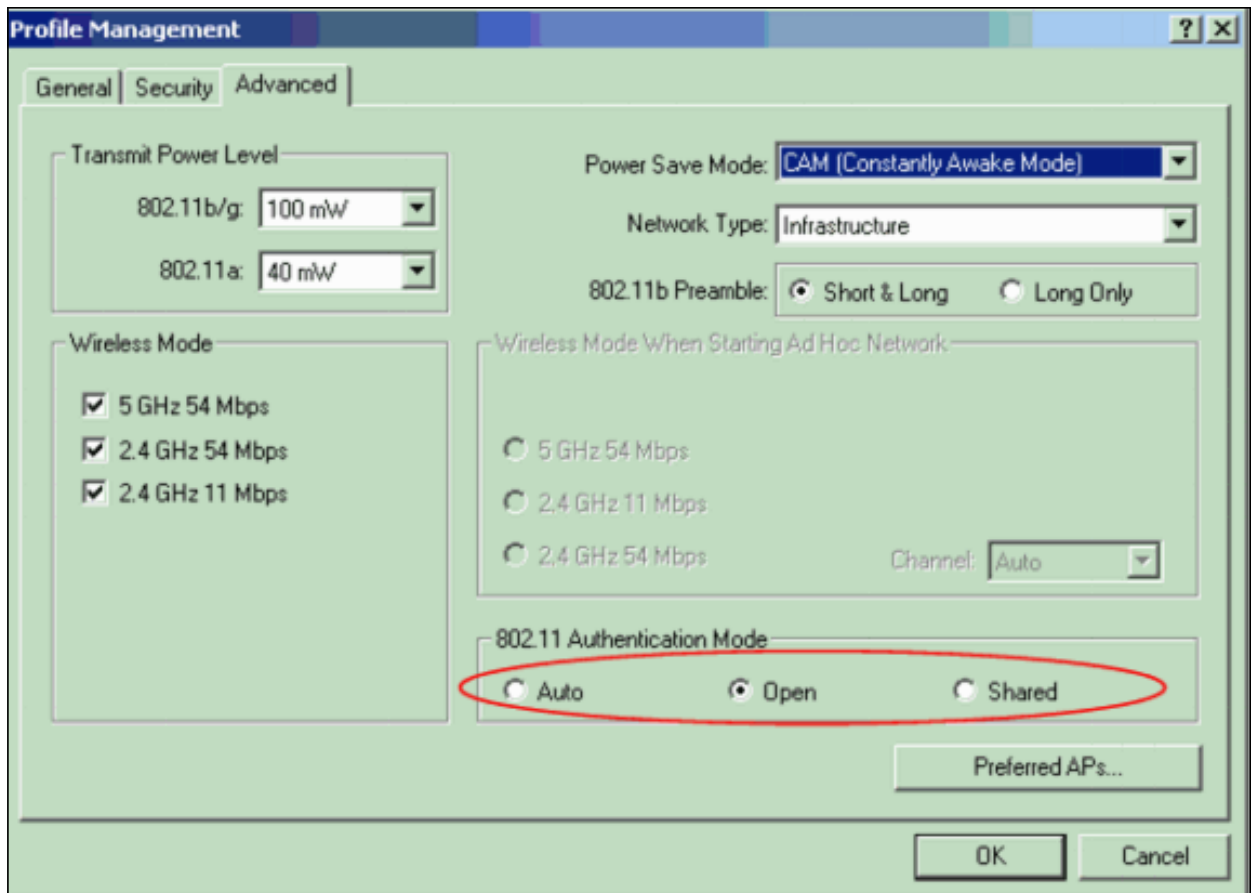 Profile Management
General Security Advanced
Transmit Power Level
802.11b/g: 100 mW
802.11a: 40 mW
Power Save Mode: CAM (Constantly Awake Mode)
Network Type: Infrastructure
802.11b Preamble: Short & Long Long Only
Wireless Mode
5 GHz 54 Mbps
2.4 GHz 54 Mbps
2.4 GHz 11 Mbps
Wireless Mode When Starting Ad Hoc Network
5 GHz 54 Mbps
2.4 GHz 11 Mbps
2.4 GHz 54 Mbps Channel: Auto
802.11 Authentication Mode
Auto Open Shared
Preferred APs...
OK Cancel